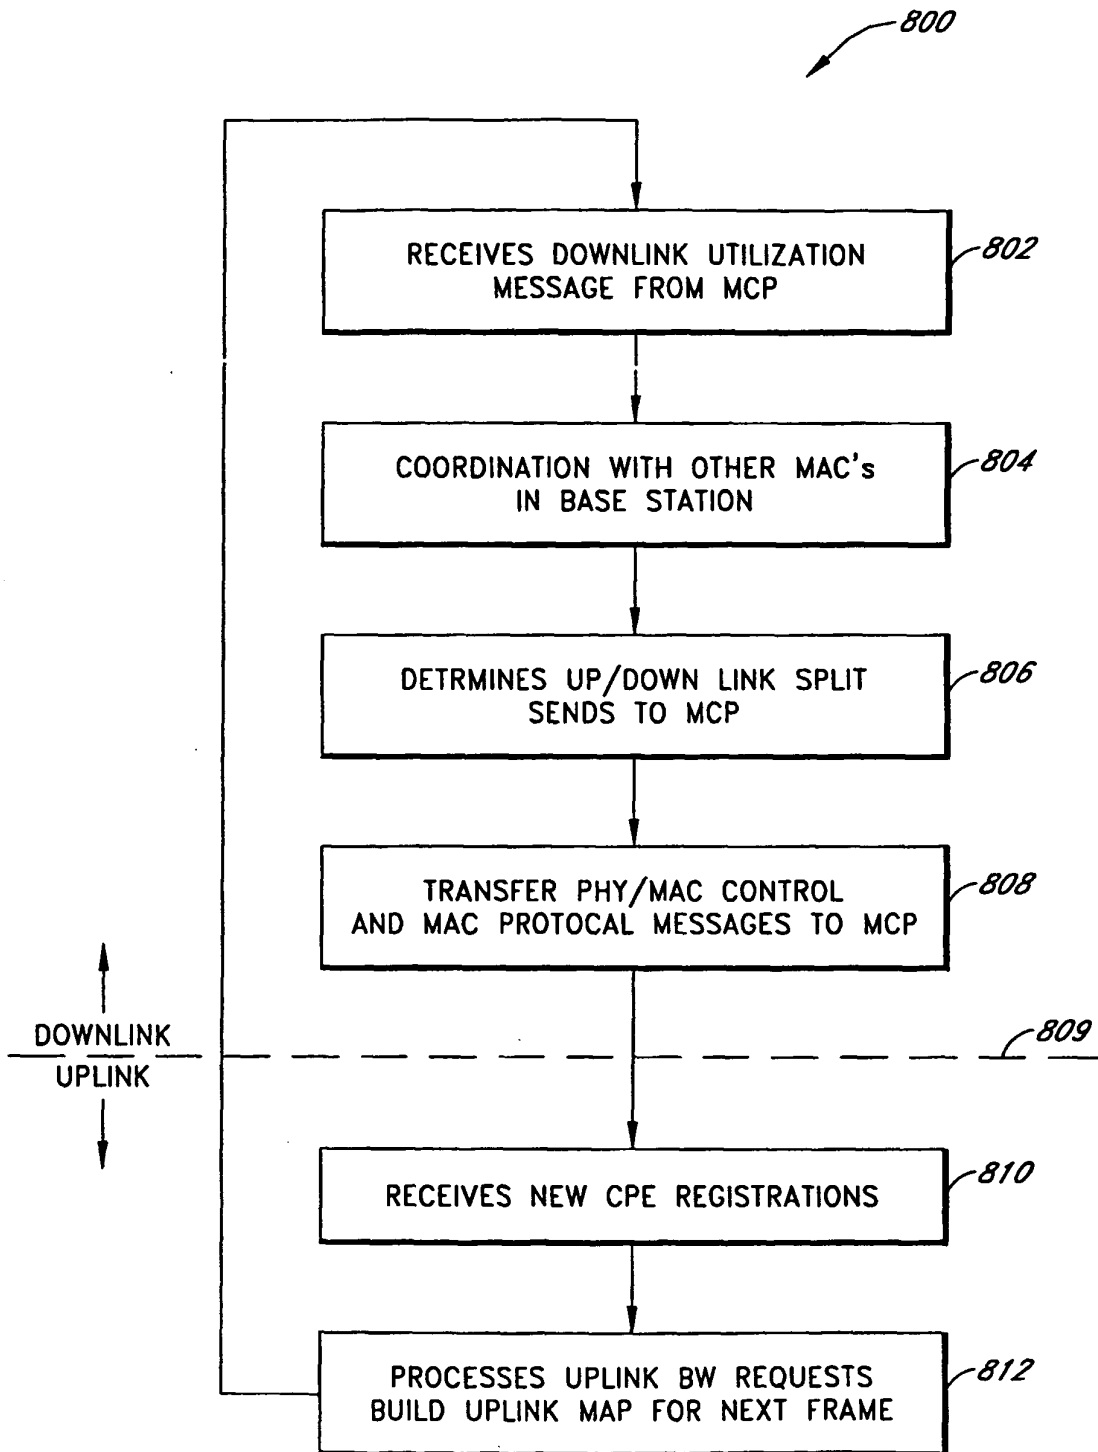 800
RECEIVES DOWNLINK UTILIZATION
MESSAGE FROM MCP
802
COORDINATION WITH OTHER MAC's
IN BASE STATION
804
DETRMINES UP/DOWN LINK SPLIT
SENDS TO MCP
806
TRANSFER PHY/MAC CONTROL
AND MAC PROTOCAL MESSAGES TO MCP
808
DOWNLINK
UPLINK
809
RECEIVES NEW CPE REGISTRATIONS
810
PROCESSES UPLINK BW REQUESTS
BUILD UPLINK MAP FOR NEXT FRAME
812